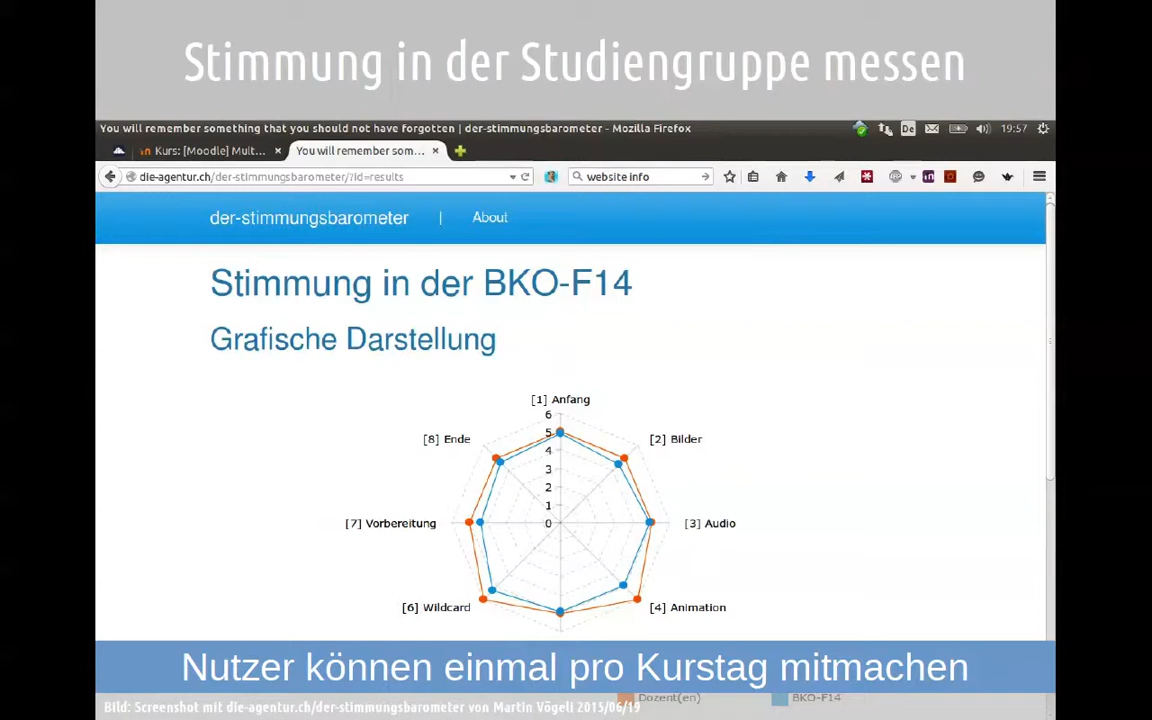 Stimmung in der Studiengruppe messen
You will remember something that you should not have forgotten | der-stimmungsbarometer - Mozilla Firefox
De
19:57
Kurs: [Moodle] Mult... ×
You will remember som... ×
die-agentur.ch/der-stimmungsbarometer/?id=results
website info
der-stimmungsbarometer | About
Stimmung in der BKO-F14
Grafische Darstellung
[1] Anfang
[8] Ende
[2] Bilder
6
5
4
3
2
1
0
[7] Vorbereitung
[3] Audio
[6] Wildcard
[4] Animation
Nutzer können einmal pro Kurstag mitmachen
Dozent(en)
BKO-F14
Bild: Screenshot mit die-agentur.ch/der-stimmungsbarometer von Martin Vögeli 2015/06/19